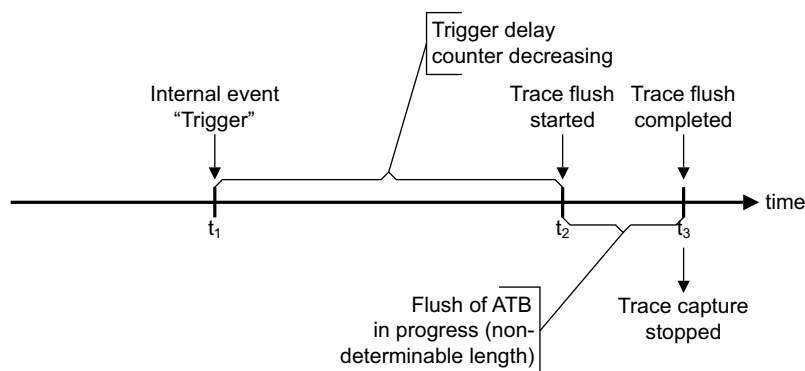 Trigger delay
counter decreasing
Internal event
“Trigger”
Trace flush
started
Trace flush
completed
time
t₁
t₂
t₃
Flush of ATB
in progress (non-
determinable length)
Trace capture
stopped